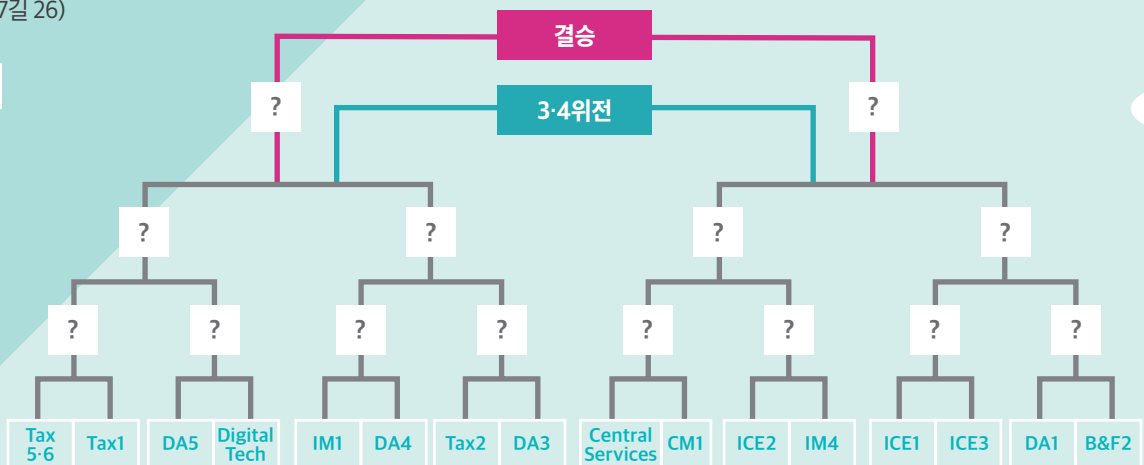 7길 26)
결승
3·4위전
? ?
? ? ? ?
? ? ? ? ? ? ? ?
Tax 5·6
Tax1
DA5
Digital Tech
IM1
DA4
Tax2
DA3
Central Services
CM1
ICE2
IM4
ICE1
ICE3
DA1
B&F2